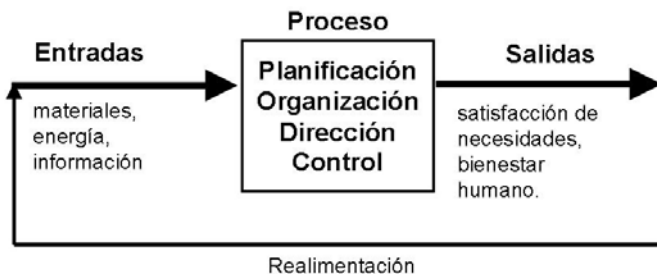 Proceso
Entradas
Salidas
Planificación
Organización
Dirección
Control
materiales,
energía,
información
satisfacción de
necesidades,
bienestar
humano.
Realimentación